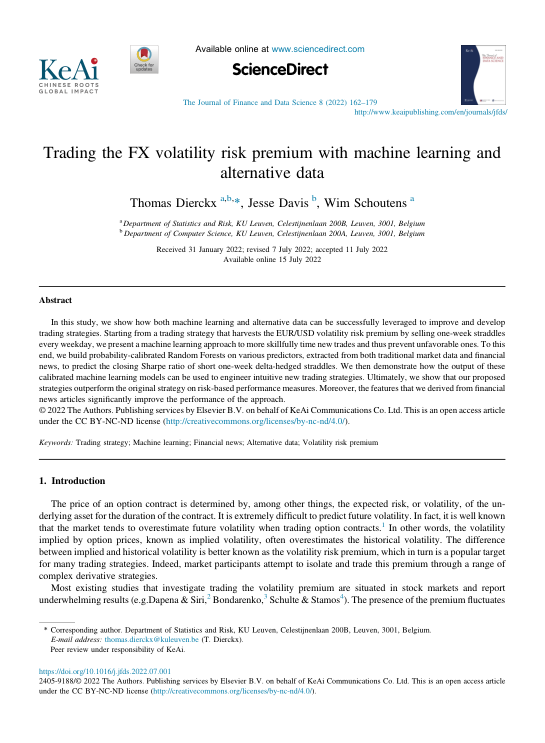 KeAi
CHINESE ROOTS
GLOBAL IMPACT
Check for
updates
Available online at www.sciencedirect.com
ScienceDirect
The Journal of Finance and Data Science 8 (2022) 162–179
http://www.keaipublishing.com/en/journals/jfds/
Trading the FX volatility risk premium with machine learning and
alternative data
Thomas Dierckx a,b,*, Jesse Davis b, Wim Schoutens a
a Department of Statistics and Risk, KU Leuven, Celestijnenlaan 200B, Leuven, 3001, Belgium
b Department of Computer Science, KU Leuven, Celestijnenlaan 200A, Leuven, 3001, Belgium
Received 31 January 2022; revised 7 July 2022; accepted 11 July 2022
Available online 15 July 2022
Abstract
In this study, we show how both machine learning and alternative data can be successfully leveraged to improve and develop
trading strategies. Starting from a trading strategy that harvests the EUR/USD volatility risk premium by selling one-week straddles
every weekday, we present a machine learning approach to more skillfully time new trades and thus prevent unfavorable ones. To this
end, we build probability-calibrated Random Forests on various predictors, extracted from both traditional market data and financial
news, to predict the closing Sharpe ratio of short one-week delta-hedged straddles. We then demonstrate how the output of these
calibrated machine learning models can be used to engineer intuitive new trading strategies. Ultimately, we show that our proposed
strategies outperform the original strategy on risk-based performance measures. Moreover, the features that we derived from financial
news articles significantly improve the performance of the approach.
© 2022 The Authors. Publishing services by Elsevier B.V. on behalf of KeAi Communications Co. Ltd. This is an open access article
under the CC BY-NC-ND license (http://creativecommons.org/licenses/by-nc-nd/4.0/).
Keywords: Trading strategy; Machine learning; Financial news; Alternative data; Volatility risk premium
1. Introduction
The price of an option contract is determined by, among other things, the expected risk, or volatility, of the un-
derlying asset for the duration of the contract. It is extremely difficult to predict future volatility. In fact, it is well known
that the market tends to overestimate future volatility when trading option contracts.1 In other words, the volatility
implied by option prices, known as implied volatility, often overestimates the historical volatility. The difference
between implied and historical volatility is better known as the volatility risk premium, which in turn is a popular target
for many trading strategies. Indeed, market participants attempt to isolate and trade this premium through a range of
complex derivative strategies.
Most existing studies that investigate trading the volatility premium are situated in stock markets and report
underwhelming results (e.g.Dapena & Siri,2 Bondarenko,3 Schulte & Stamos4). The presence of the premium fluctuates
* Corresponding author. Department of Statistics and Risk, KU Leuven, Celestijnenlaan 200B, Leuven, 3001, Belgium.
E-mail address: thomas.dierckx@kuleuven.be (T. Dierckx).
Peer review under responsibility of KeAi.
https://doi.org/10.1016/j.jfds.2022.07.001
2405-9188/© 2022 The Authors. Publishing services by Elsevier B.V. on behalf of KeAi Communications Co. Ltd. This is an open access article
under the CC BY-NC-ND license (http://creativecommons.org/licenses/by-nc-nd/4.0/).